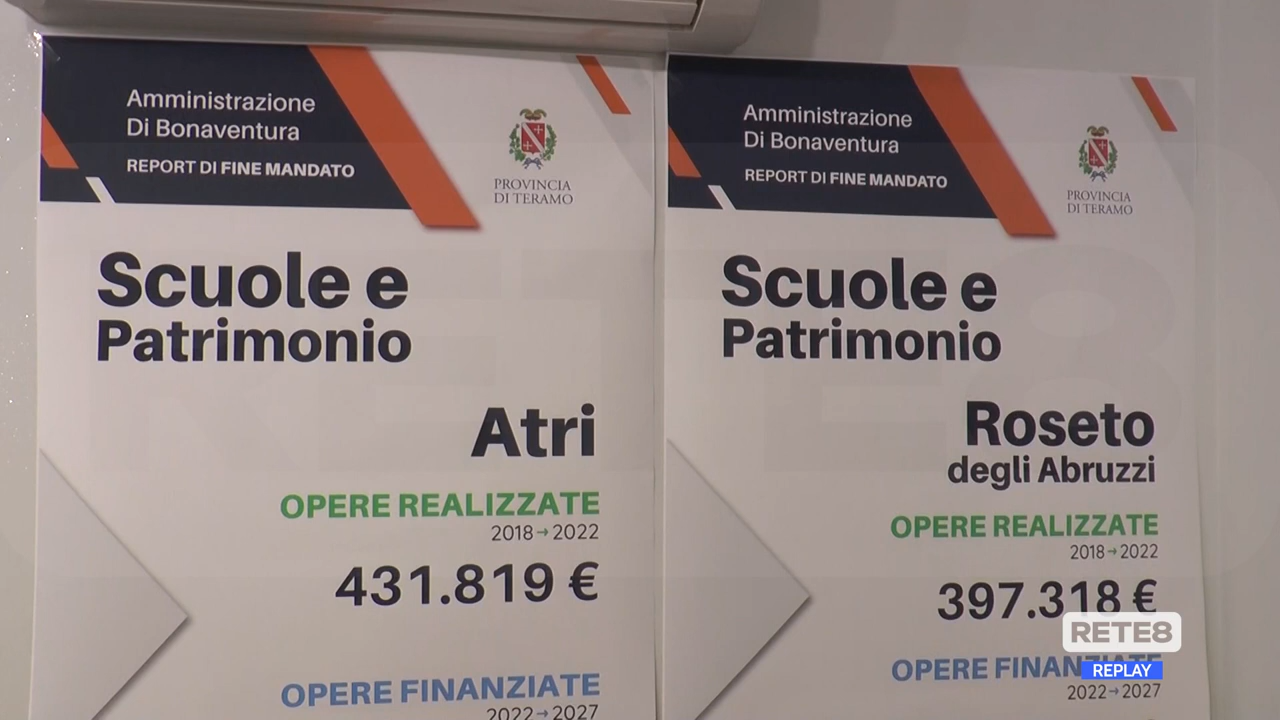 Amministrazione
Di Bonaventura
REPORT DI FINE MANDATO
PROVINCIA
DI TERAMO
Scuole e
Patrimonio
Atri
OPERE REALIZZATE
2018→2022
431.819 €
OPERE FINANZIATE
2022→2027
Amministrazione
Di Bonaventura
REPORT DI FINE MANDATO
PROVINCIA
DI TERAMO
Scuole e
Patrimonio
Roseto
degli Abruzzi
OPERE REALIZZATE
2018→2022
397.318 €
OPERE FINANZIATE
2022→2027
RETE8
REPLAY